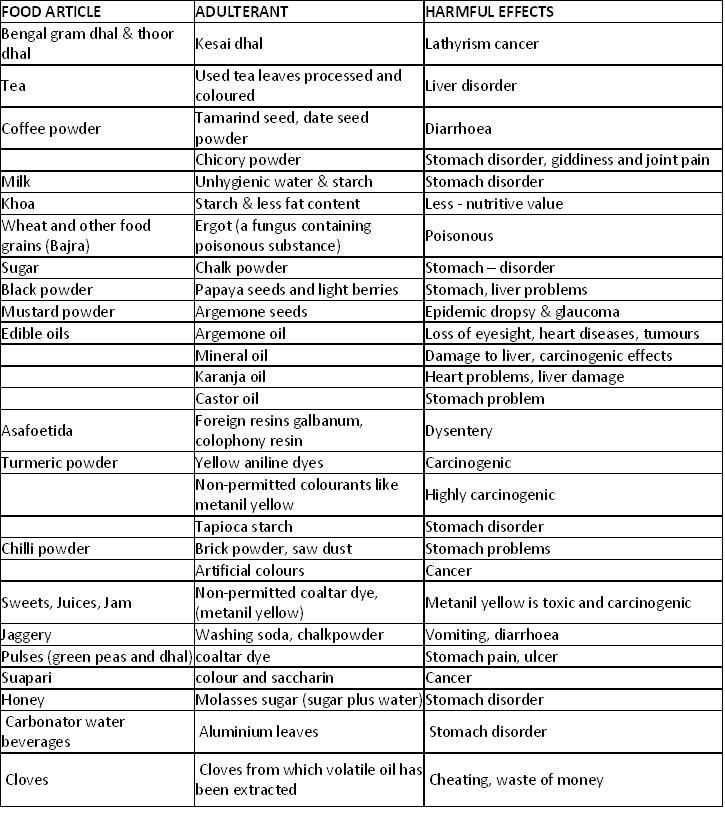 FOOD ARTICLE ADULTERANT HARMFUL EFFECTS
Bengal gram dhal & thoor
dhal
Kesai dhal
Lathyrism cancer
Tea
Used tea leaves processed and
coloured
Liver disorder
Coffee powder
Tamarind seed, date seed
powder
Diarrhoea
Chicory powder Stomach disorder, giddiness and joint pain
Milk Unhygienic water & starch Stomach disorder
Khoa Starch & less fat content Less - nutritive value
Wheat and other food
grains (Bajra)
Ergot (a fungus containing
poisonous substance)
Poisonous
Sugar Chalk powder Stomach – disorder
Black powder Papaya seeds and light berries Stomach, liver problems
Mustard powder Argemone seeds Epidemic dropsy & glaucoma
Edible oils Argemone oil Loss of eyesight, heart diseases, tumours
Mineral oil Damage to liver, carcinogenic effects
Karanja oil Heart problems, liver damage
Castor oil Stomach problem
Asafoetida
Foreign resins galbanum,
colophony resin
Dysentery
Turmeric powder Yellow aniline dyes Carcinogenic
Non-permitted colourants like
metanil yellow
Highly carcinogenic
Tapioca starch Stomach disorder
Chilli powder Brick powder, saw dust Stomach problems
Artificial colours Cancer
Sweets, Juices, Jam
Non-permitted coaltar dye,
(metanil yellow)
Metanil yellow is toxic and carcinogenic
Jaggery Washing soda, chalkpowder Vomiting, diarrhoea
Pulses (green peas and dhal) coaltar dye Stomach pain, ulcer
Suapari colour and saccharin Cancer
Honey Molasses sugar (sugar plus water) Stomach disorder
Carbonator water
beverages
Aluminium leaves
Stomach disorder
Cloves
Cloves from which volatile oil has
been extracted
Cheating, waste of money